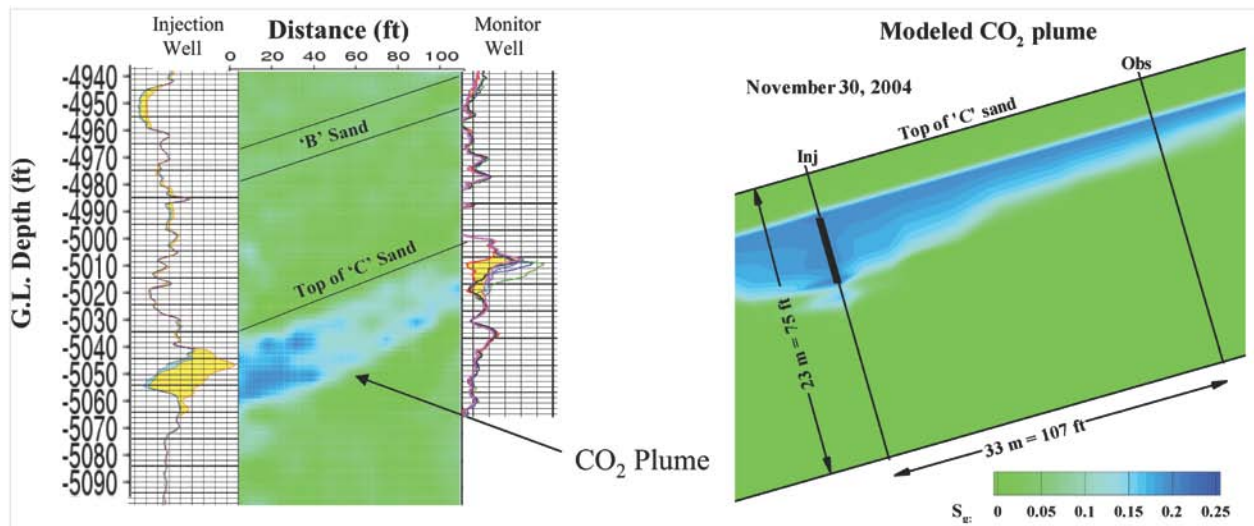 Injection
Well
Distance (ft)
Monitor
Well
0 20 40 60 80 100
G.L. Depth (ft)
-4940
-4950
-4960
-4970
-4980
-4990
-5000
-5010
-5020
-5030
-5040
-5050
-5060
-5070
-5080
-5090
'B' Sand
Top of 'C' Sand
CO2 Plume
Modeled CO2 plume
November 30, 2004
Obs
Top of 'C' sand
Inj
23 m = 75 ft
33 m = 107 ft
0 0.05 0.1 0.15 0.2 0.25